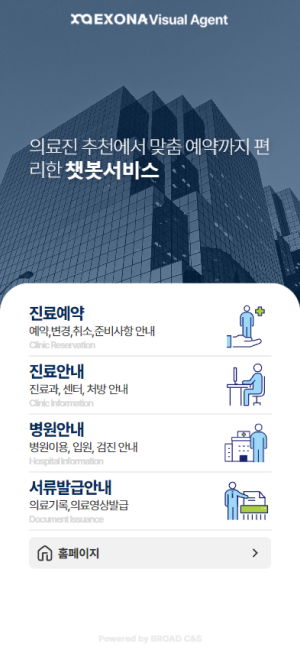 EXONA Visual Agent
의료진 추천에서 맞춤 예약까지 편
리한 챗봇서비스
진료예약
예약,변경,취소,준비사항 안내
Clinic Reservation
진료안내
진료과, 센터, 처방 안내
Clinic Information
병원안내
병원이용, 입원, 검진 안내
Hospital Information
서류발급안내
의료기록,의료영상발급
Document Issuance
홈페이지
Powered by BROAD C&S